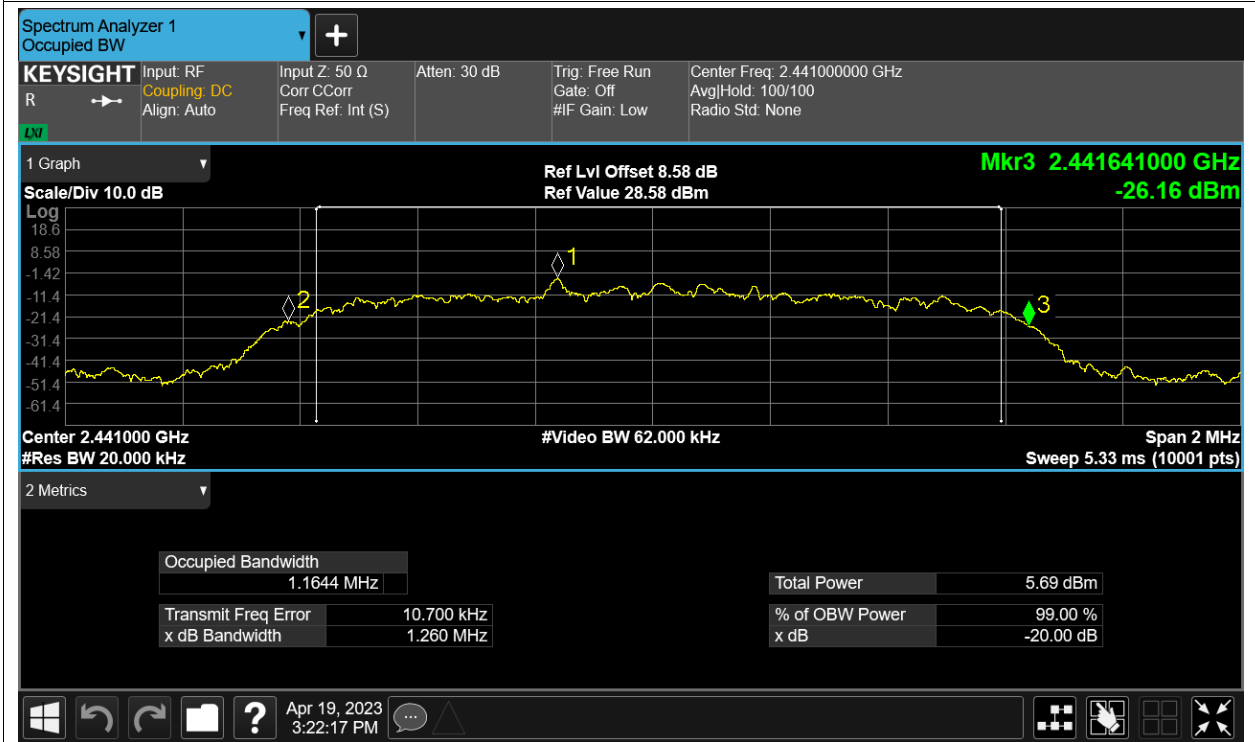 Spectrum Analyzer 1
Occupied BW
KEYSIGHT
R
LXI
Input: RF
Coupling: DC
Align: Auto
Input Z: 50 Ω
Corr CCorr
Freq Ref: Int (S)
Atten: 30 dB
Trig: Free Run
Gate: Off
#IF Gain: Low
Center Freq: 2.441000000 GHz
Avg|Hold: 100/100
Radio Std: None
1 Graph
Scale/Div 10.0 dB
Ref Lvl Offset 8.58 dB
Ref Value 28.58 dBm
Mkr3 2.441641000 GHz
-26.16 dBm
Log
18.6
8.58
-1.42
-11.4
-21.4
-31.4
-41.4
-51.4
-61.4
1
2
3
Center 2.441000 GHz
#Res BW 20.000 kHz
#Video BW 62.000 kHz
Span 2 MHz
Sweep 5.33 ms (10001 pts)
2 Metrics
Occupied Bandwidth
1.1644 MHz
Transmit Freq Error 10.700 kHz
x dB Bandwidth 1.260 MHz
Total Power 5.69 dBm
% of OBW Power 99.00 %
x dB -20.00 dB
?
Apr 19, 2023
3:22:17 PM